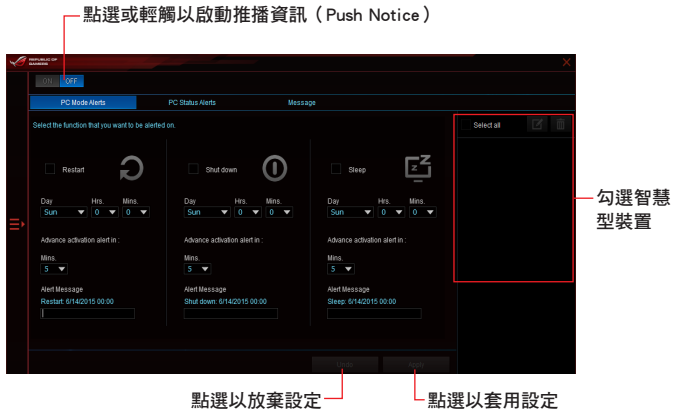 點選或輕觸以啟動推播資訊（Push Notice）
REPUBLIC OF
GAMERS
ON OFF
PC Mode Alerts PC Status Alerts Message
Select the function that you want to be alerted on.
Select all
Restart Shut down Sleep
Day Hrs. Mins. Day Hrs. Mins. Day Hrs. Mins.
Sun 0 0 Sun 0 0 Sun 0 0
勾選智慧
型裝置
Advance activation alert in : Advance activation alert in : Advance activation alert in :
Mins. Mins. Mins.
5 5 5
Alert Message Alert Message Alert Message
Restart: 6/14/2015 00:00 Shut down: 6/14/2015 00:00 Sleep: 6/14/2015 00:00
Undo Apply
點選以放棄設定 點選以套用設定